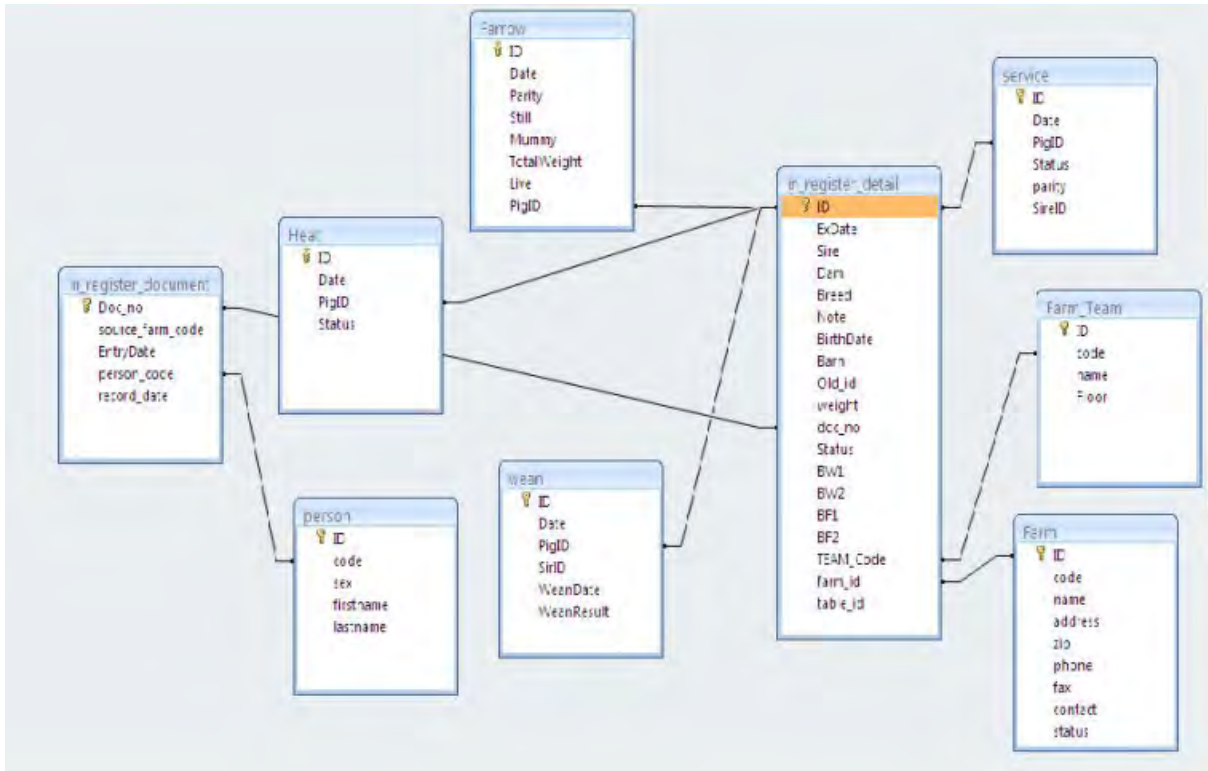 Farrow
ID
Date
Parity
Still
Mummy
TotalWeight
Live
PigID
service
ID
Date
PigID
Status
parity
SireID
in_register_detail
ID
ExDate
Sire
Dam
Breed
Note
BirthDate
Barn
Old_id
weight
doc_no
Status
BW1
BW2
BF1
BF2
TEAM_Code
farm_id
table_id
Heat
ID
Date
PigID
Status
in_register_document
Doc_no
source_farm_code
EntryDate
person_code
record_date
Farm_Team
ID
code
name
Floor
wean
ID
Date
PigID
SirID
WeanDate
WeanResult
person
ID
code
sex
firstname
lastname
Farm
ID
code
name
address
zip
phone
fax
contact
status